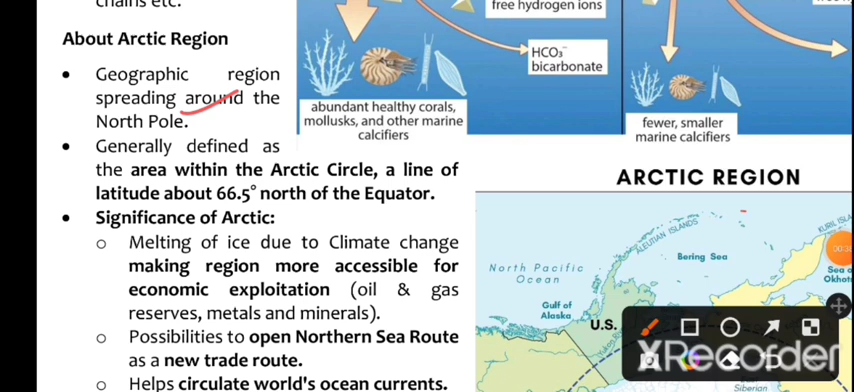 chains etc.
About Arctic Region
• Geographic region
spreading around the
North Pole.
• Generally defined as
the area within the Arctic Circle, a line of
latitude about 66.5° north of the Equator.
• Significance of Arctic:
o Melting of ice due to Climate change
making region more accessible for
economic exploitation (oil & gas
reserves, metals and minerals).
o Possibilities to open Northern Sea Route
as a new trade route.
o Helps circulate world's ocean currents.
free hydrogen ions
HCO₃⁻
bicarbonate
abundant healthy corals,
mollusks, and other marine
calcifiers
fewer, smaller
marine calcifiers
ARCTIC REGION
ALEUTIAN ISLANDS
KURIL
Bering Sea
North Pacific
Ocean
Gulf of
Alaska
U.S.
Sea o
Okhot
XRecorder
Siberian